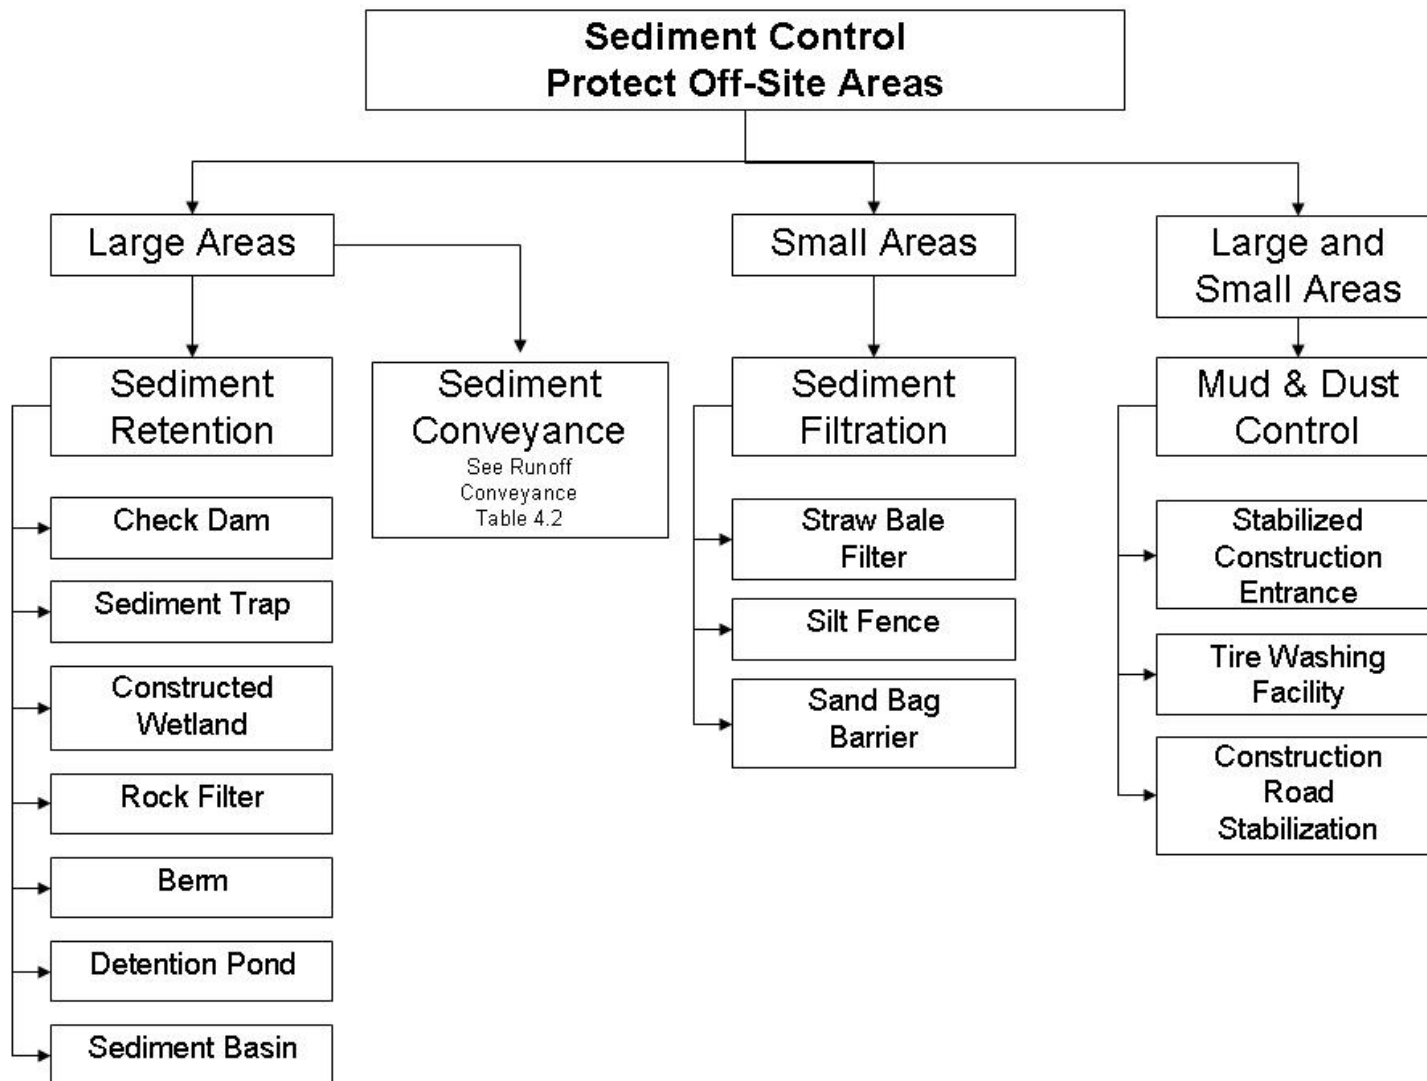 Sediment Control
Protect Off-Site Areas
Large Areas
Small Areas
Large and
Small Areas
Sediment
Retention
Sediment
Conveyance
See Runoff
Conveyance
Table 4.2
Sediment
Filtration
Mud & Dust
Control
Check Dam
Sediment Trap
Constructed
Wetland
Rock Filter
Berm
Detention Pond
Sediment Basin
Straw Bale
Filter
Silt Fence
Sand Bag
Barrier
Stabilized
Construction
Entrance
Tire Washing
Facility
Construction
Road
Stabilization